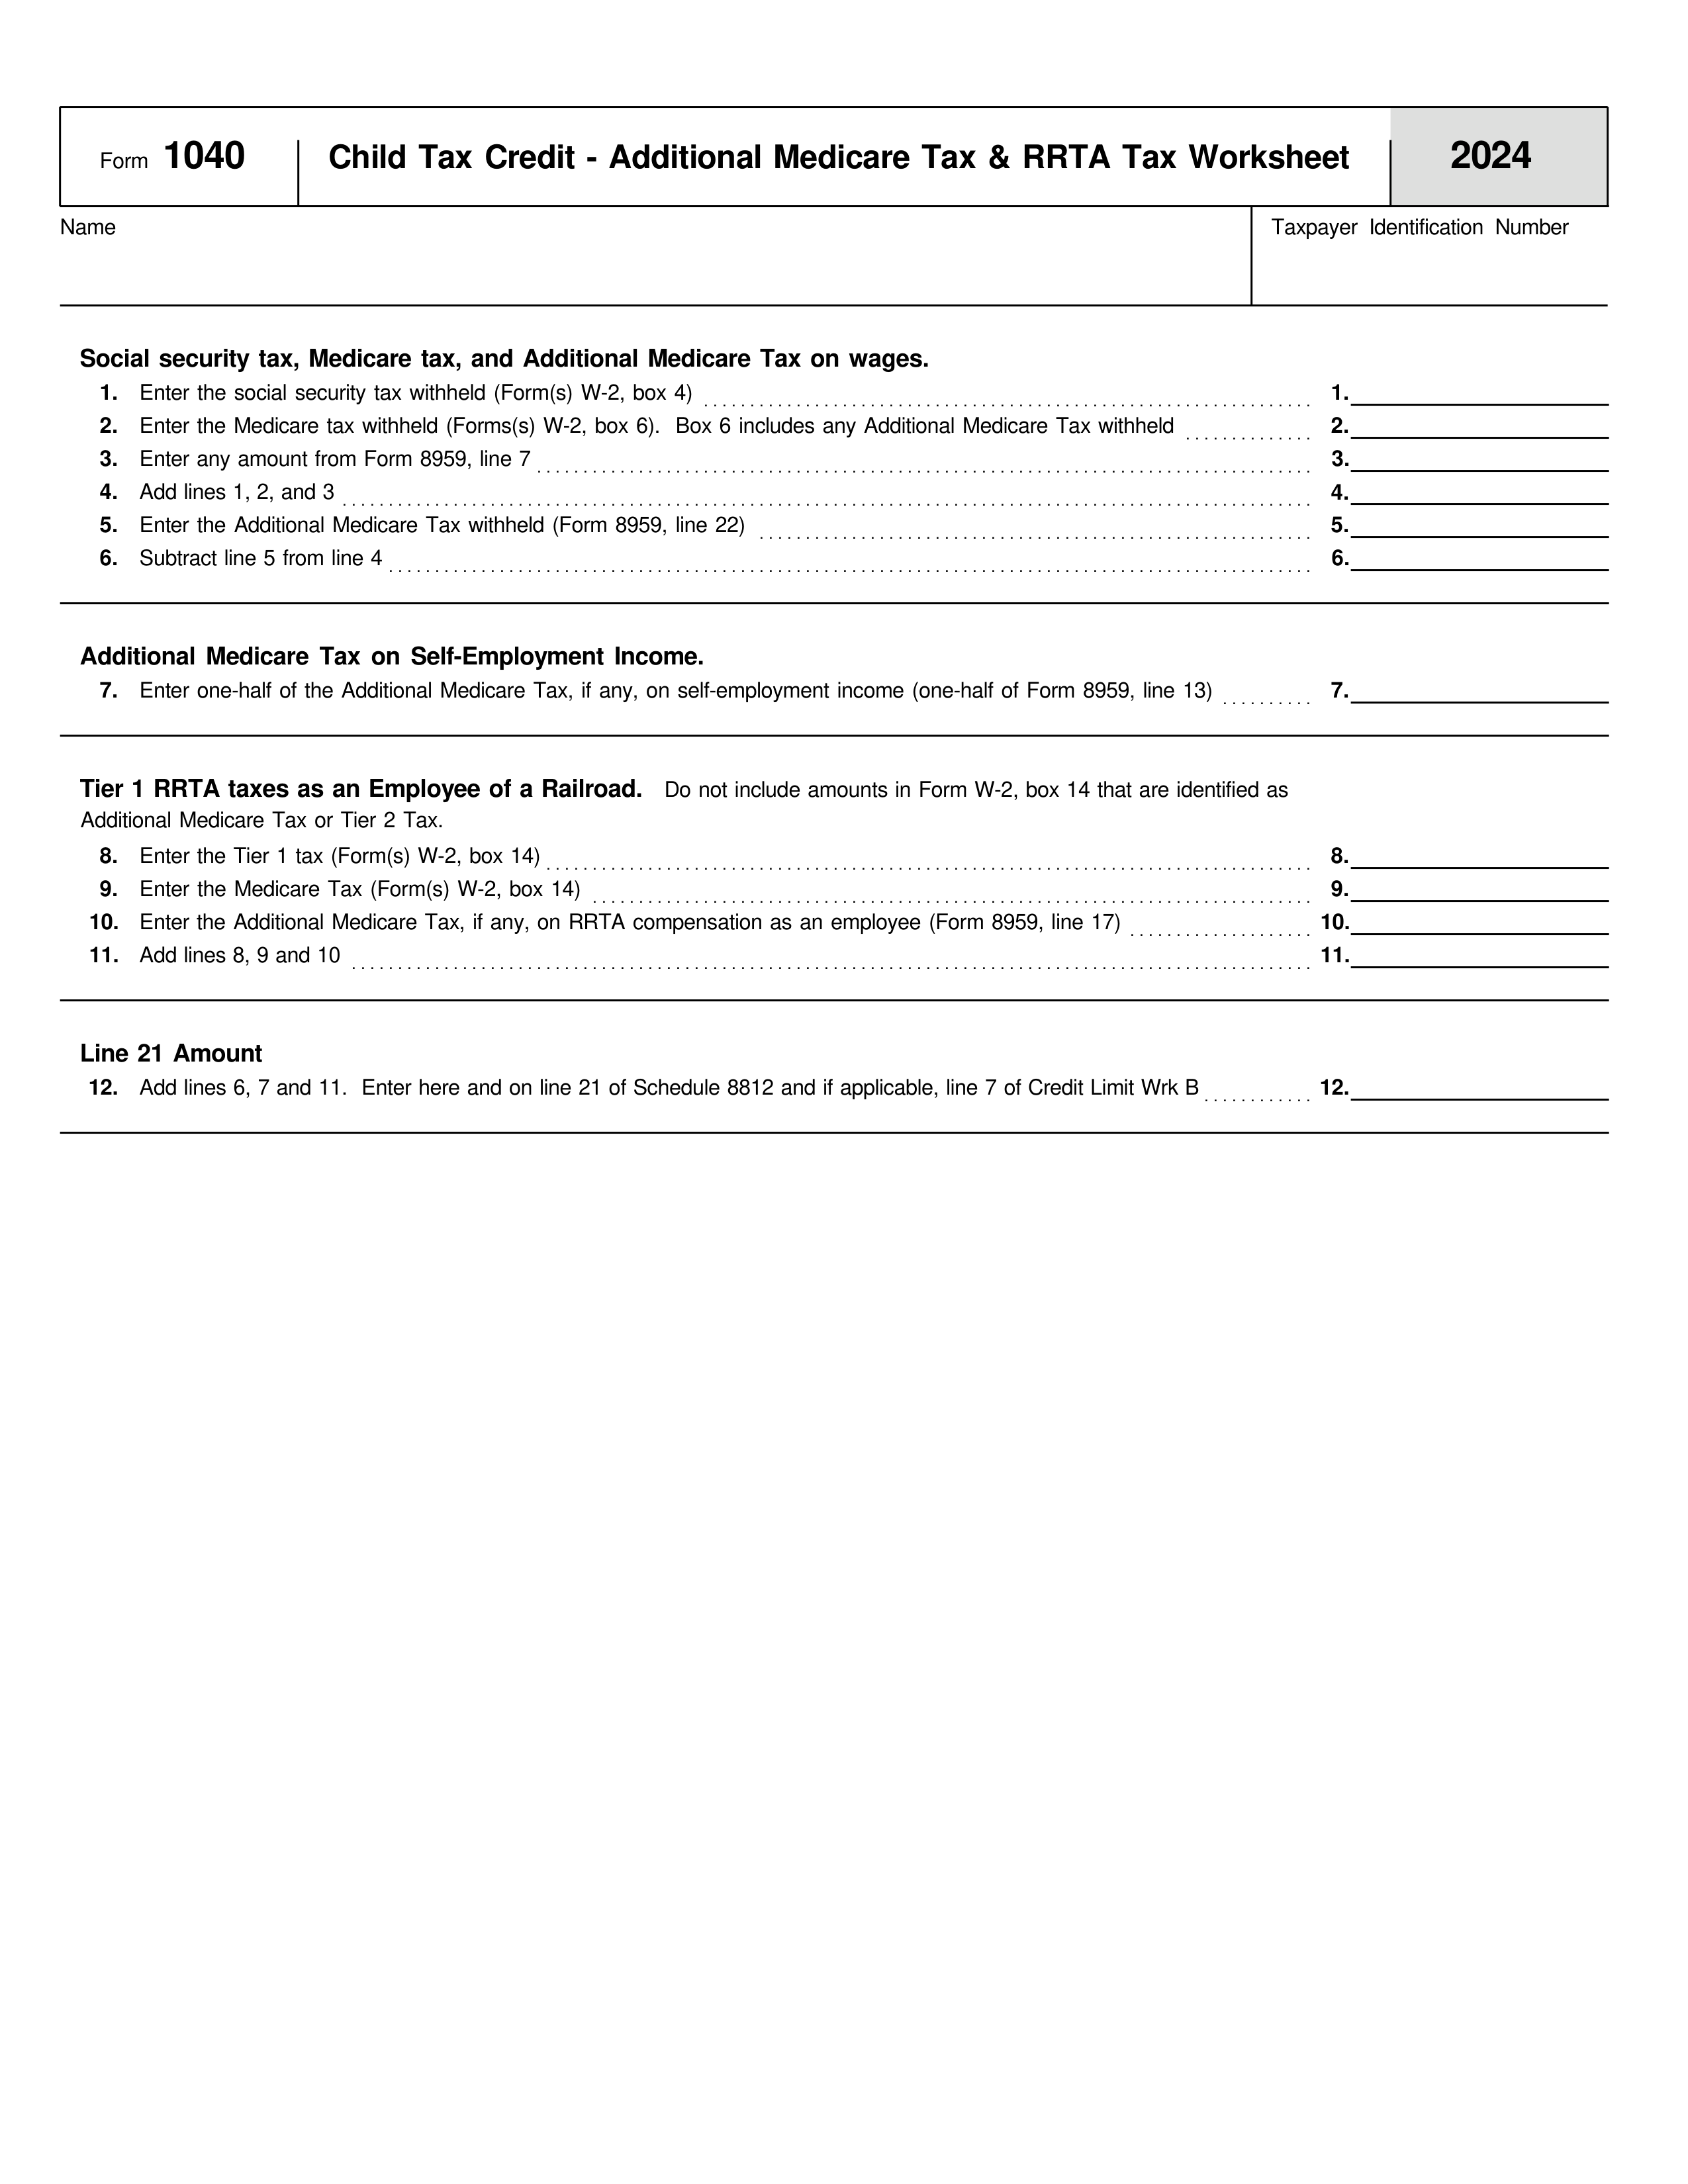 Form 1040 Child Tax Credit - Additional Medicare Tax & RRTA Tax Worksheet 2024
Name Taxpayer Identification Number
Social security tax, Medicare tax, and Additional Medicare Tax on wages.
1. Enter the social security tax withheld (Form(s) W-2, box 4) 1.
2. Enter the Medicare tax withheld (Forms(s) W-2, box 6). Box 6 includes any Additional Medicare Tax withheld 2.
3. Enter any amount from Form 8959, line 7 3.
4. Add lines 1, 2, and 3 4.
5. Enter the Additional Medicare Tax withheld (Form 8959, line 22) 5.
6. Subtract line 5 from line 4 6.
Additional Medicare Tax on Self-Employment Income.
7. Enter one-half of the Additional Medicare Tax, if any, on self-employment income (one-half of Form 8959, line 13) 7.
Tier 1 RRTA taxes as an Employee of a Railroad. Do not include amounts in Form W-2, box 14 that are identified as
Additional Medicare Tax or Tier 2 Tax.
8. Enter the Tier 1 tax (Form(s) W-2, box 14) 8.
9. Enter the Medicare Tax (Form(s) W-2, box 14) 9.
10. Enter the Additional Medicare Tax, if any, on RRTA compensation as an employee (Form 8959, line 17) 10.
11. Add lines 8, 9 and 10 11.
Line 21 Amount
12. Add lines 6, 7 and 11. Enter here and on line 21 of Schedule 8812 and if applicable, line 7 of Credit Limit Wrk B 12.